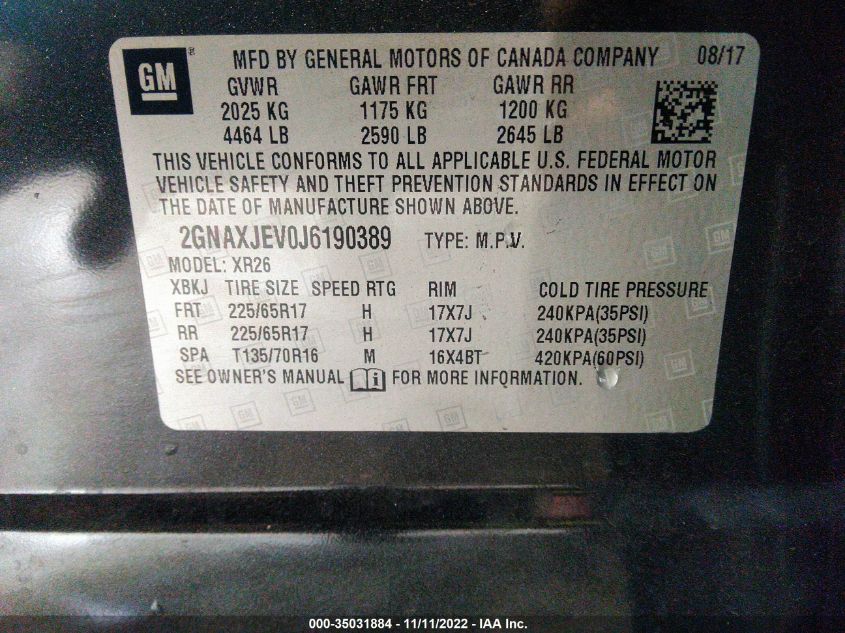 GM ® MFD BY GENERAL MOTORS OF CANADA COMPANY 08/17
GVWR GAWR FRT GAWR RR
2025 KG 1175 KG 1200 KG
4464 LB 2590 LB 2645 LB
THIS VEHICLE CONFORMS TO ALL APPLICABLE U.S. FEDERAL MOTOR
VEHICLE SAFETY AND THEFT PREVENTION STANDARDS IN EFFECT ON
THE DATE OF MANUFACTURE SHOWN ABOVE.
2GNAXJEV0J6190389 TYPE: M.P.V.
MODEL: XR26
XBKJ TIRE SIZE SPEED RTG RIM COLD TIRE PRESSURE
FRT 225/65R17 H 17X7J 240KPA(35PSI)
RR 225/65R17 H 17X7J 240KPA(35PSI)
SPA T135/70R16 M 16X4BT 420KPA(60PSI)
SEE OWNER'S MANUAL i FOR MORE INFORMATION.
000-35031884 - 11/11/2022 - IAA Inc.